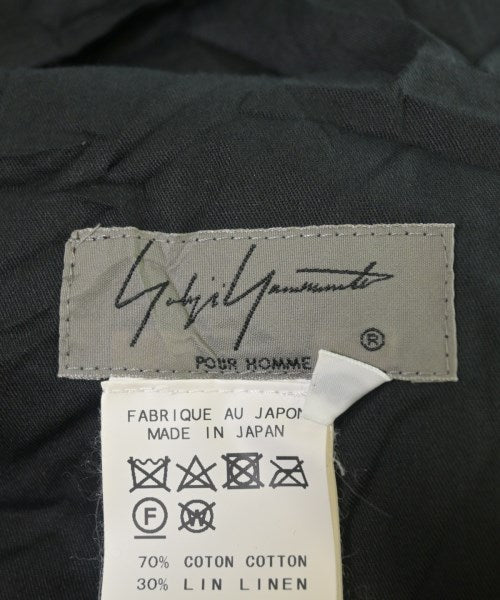 Yohji Yamamoto
®
POUR HOMME
FABRIQUE AU JAPON
MADE IN JAPAN
F W
70% COTON COTTON
30% LIN LINEN